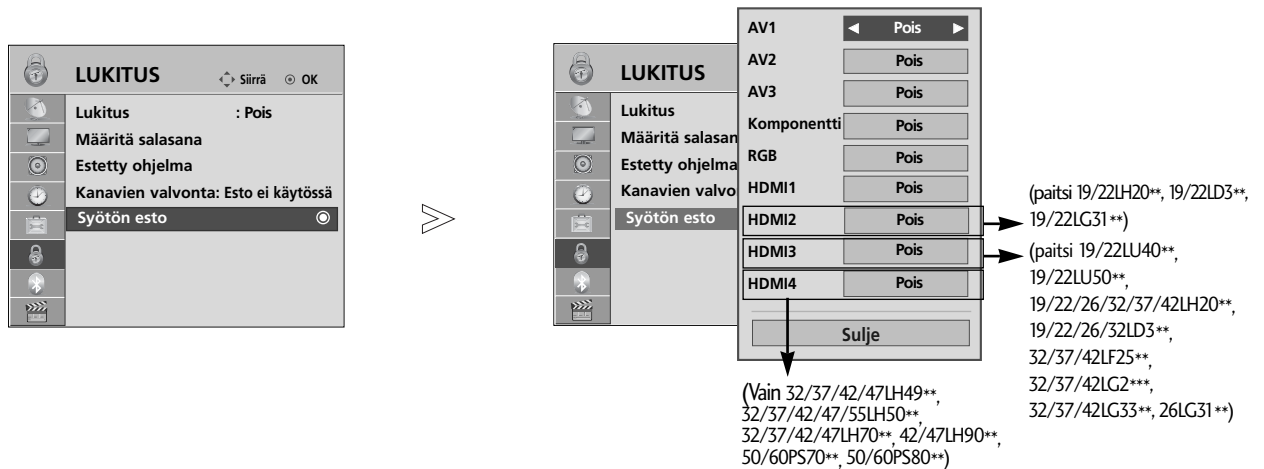 LUKITUS Siirrä OK
Lukitus : Pois
Määritä salasana
Estetty ohjelma
Kanavien valvonta: Esto ei käytössä
Syötön esto
LUKITUS
Lukitus
Määritä salasan
Estetty ohjelma
Kanavien valvo
Syötön esto
AV1 ◄ Pois ►
AV2 Pois
AV3 Pois
Komponentti Pois
RGB Pois
HDMI1 Pois
HDMI2 Pois
HDMI3 Pois
HDMI4 Pois
Sulje
(paitsi 19/22LH20**, 19/22LD3**,
19/22LG31**)
(paitsi 19/22LU40**,
19/22LU50**,
19/22/26/32/37/42LH20**,
19/22/26/32LD3**,
32/37/42LF25**,
32/37/42LG2***,
32/37/42LG33**, 26LG31**)
(Vain 32/37/42/47LH49**,
32/37/42/47/55LH50**,
32/37/42/47LH70**, 42/47LH90**,
50/60PS70**, 50/60PS80**)